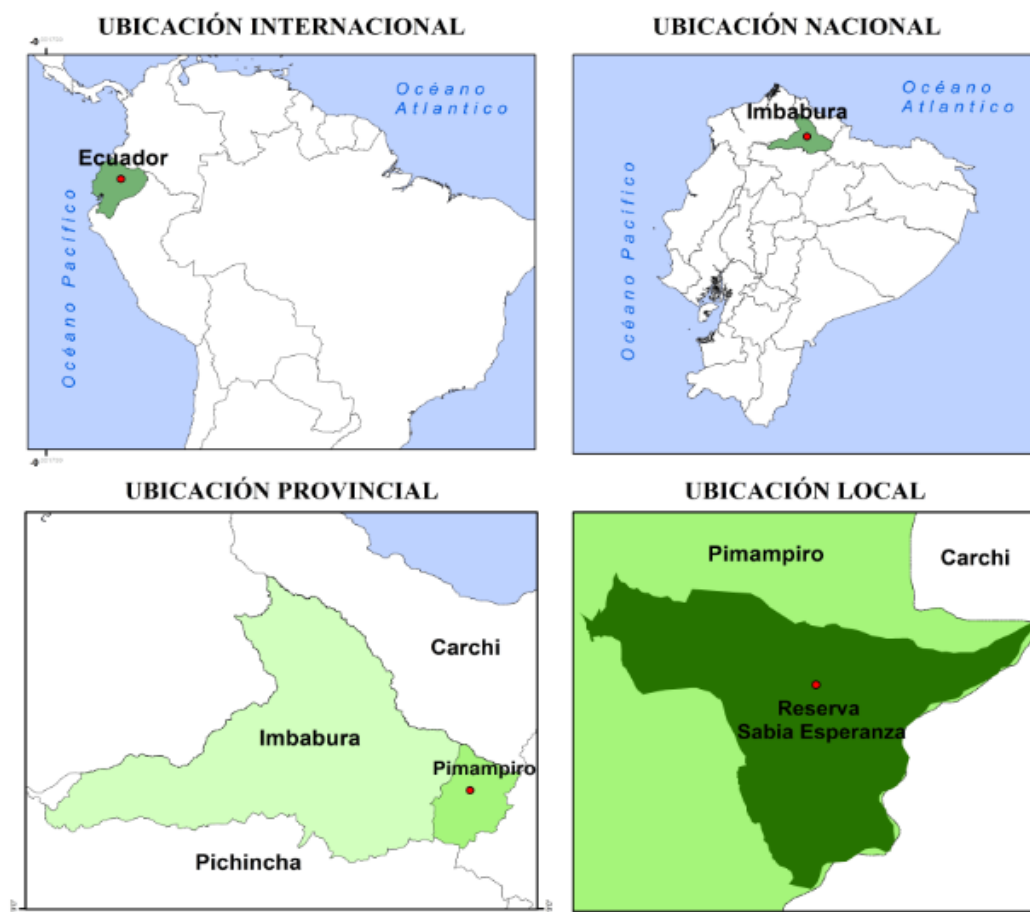 UBICACIÓN INTERNACIONAL
Océano
Atlantico
Ecuador
Océano Pacífico
UBICACIÓN NACIONAL
Océano
Atlantico
Imbabura
Océano Pacífico
UBICACIÓN PROVINCIAL
Carchi
Imbabura
Pimampiro
Pichincha
UBICACIÓN LOCAL
Pimampiro
Carchi
Reserva
Sabia Esperanza